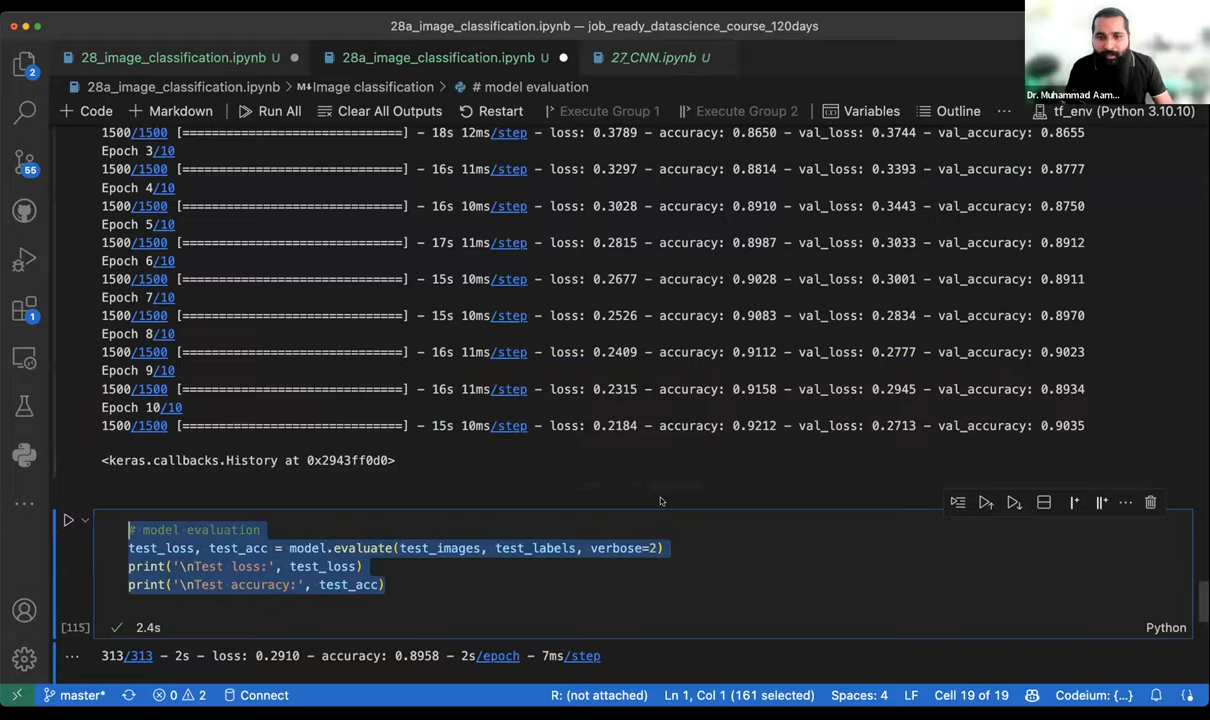 28a_image_classification.ipynb — job_ready_datascience_course_120days
28_image_classification.ipynb U
28a_image_classification.ipynb U
27_CNN.ipynb U
28a_image_classification.ipynb > M↓Image classification > # model evaluation
+ Code + Markdown Run All Clear All Outputs Restart Execute Group 1 Execute Group 2 Variables Outline ... tf_env (Python 3.10.10)
Dr. Muhammad Aam...
1500/1500 [==============================] - 18s 12ms/step - loss: 0.3789 - accuracy: 0.8650 - val_loss: 0.3744 - val_accuracy: 0.8655
Epoch 3/10
1500/1500 [==============================] - 16s 11ms/step - loss: 0.3297 - accuracy: 0.8814 - val_loss: 0.3393 - val_accuracy: 0.8777
Epoch 4/10
1500/1500 [==============================] - 16s 10ms/step - loss: 0.3028 - accuracy: 0.8910 - val_loss: 0.3443 - val_accuracy: 0.8750
Epoch 5/10
1500/1500 [==============================] - 17s 11ms/step - loss: 0.2815 - accuracy: 0.8987 - val_loss: 0.3033 - val_accuracy: 0.8912
Epoch 6/10
1500/1500 [==============================] - 15s 10ms/step - loss: 0.2677 - accuracy: 0.9028 - val_loss: 0.3001 - val_accuracy: 0.8911
Epoch 7/10
1500/1500 [==============================] - 15s 10ms/step - loss: 0.2526 - accuracy: 0.9083 - val_loss: 0.2834 - val_accuracy: 0.8970
Epoch 8/10
1500/1500 [==============================] - 16s 11ms/step - loss: 0.2409 - accuracy: 0.9112 - val_loss: 0.2777 - val_accuracy: 0.9023
Epoch 9/10
1500/1500 [==============================] - 16s 11ms/step - loss: 0.2315 - accuracy: 0.9158 - val_loss: 0.2945 - val_accuracy: 0.8934
Epoch 10/10
1500/1500 [==============================] - 15s 10ms/step - loss: 0.2184 - accuracy: 0.9212 - val_loss: 0.2713 - val_accuracy: 0.9035
<keras.callbacks.History at 0x2943ff0d0>
# model evaluation
test_loss, test_acc = model.evaluate(test_images, test_labels, verbose=2)
print('\nTest loss:', test_loss)
print('\nTest accuracy:', test_acc)
[115] 2.4s Python
... 313/313 - 2s - loss: 0.2910 - accuracy: 0.8958 - 2s/epoch - 7ms/step
2
55
1
master* 0 2 Connect R: (not attached) Ln 1, Col 1 (161 selected) Spaces: 4 LF Cell 19 of 19 Codeium: {...}